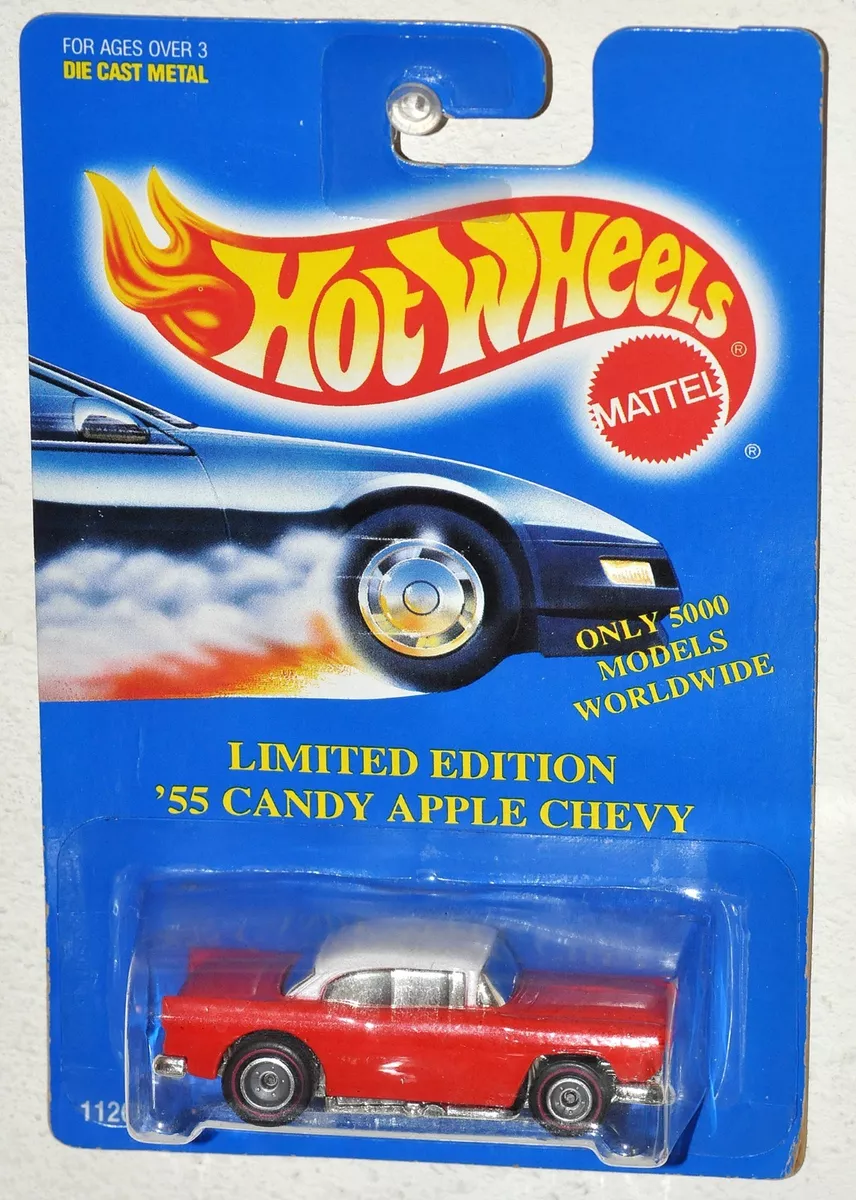 FOR AGES OVER 3
DIE CAST METAL
HOT WHEELS
®
MATTEL
®
ONLY 5000
MODELS
WORLDWIDE
LIMITED EDITION
'55 CANDY APPLE CHEVY